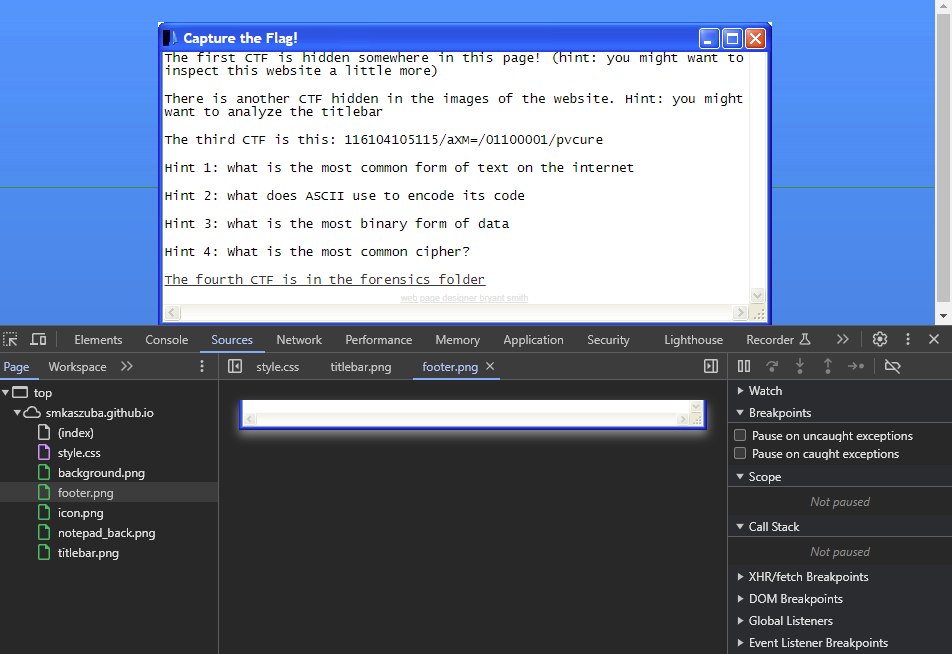 Capture the Flag!
The first CTF is hidden somewhere in this page! (hint: you might want to
inspect this website a little more)
There is another CTF hidden in the images of the website. Hint: you might
want to analyze the titlebar
The third CTF is this: 116104105115/aXM=/01100001/pvcure
Hint 1: what is the most common form of text on the internet
Hint 2: what does ASCII use to encode its code
Hint 3: what is the most binary form of data
Hint 4: What is the most common cipher?
The fourth CTF is in the forensics folder
web page designer bryant smith
Elements Console Sources Network Performance Memory Application Security Lighthouse Recorder
Page Workspace style.css titlebar.png footer.png
top
smkaszuba.github.io
(index)
style.css
background.png
footer.png
icon.png
notepad_back.png
titlebar.png
Watch
Breakpoints
Pause on uncaught exceptions
Pause on caught exceptions
Scope
Not paused
Call Stack
Not paused
XHR/fetch Breakpoints
DOM Breakpoints
Global Listeners
Event Listener Breakpoints